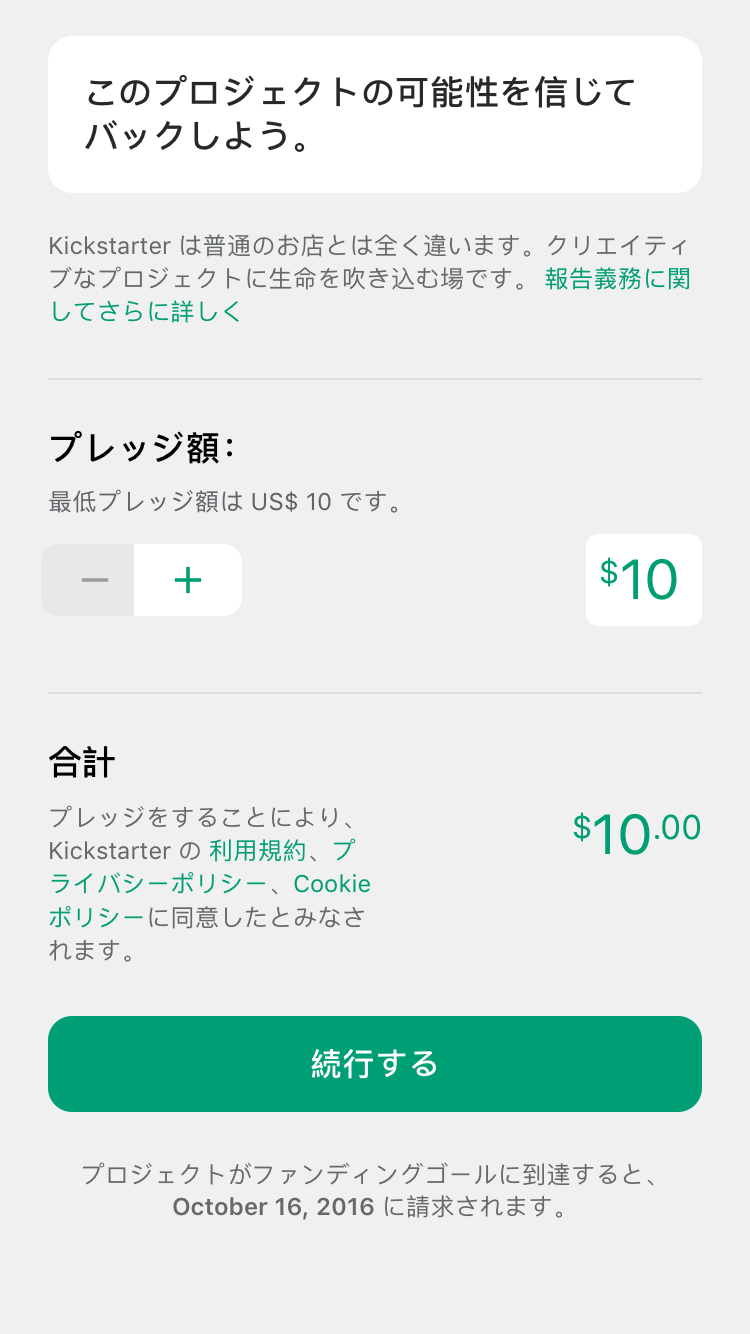 このプロジェクトの可能性を信じて
バックしよう。
Kickstarter は普通のお店とは全く違います。クリエイティ
ブなプロジェクトに生命を吹き込む場です。 報告義務に関
してさらに詳しく
プレッジ額：
最低プレッジ額は US$ 10 です。
− +
$10
合計
プレッジをすることにより、
Kickstarter の 利用規約、プ
ライバシーポリシー、Cookie
ポリシーに同意したとみなさ
れます。
$10.00
続行する
プロジェクトがファンディングゴールに到達すると、
October 16, 2016 に請求されます。